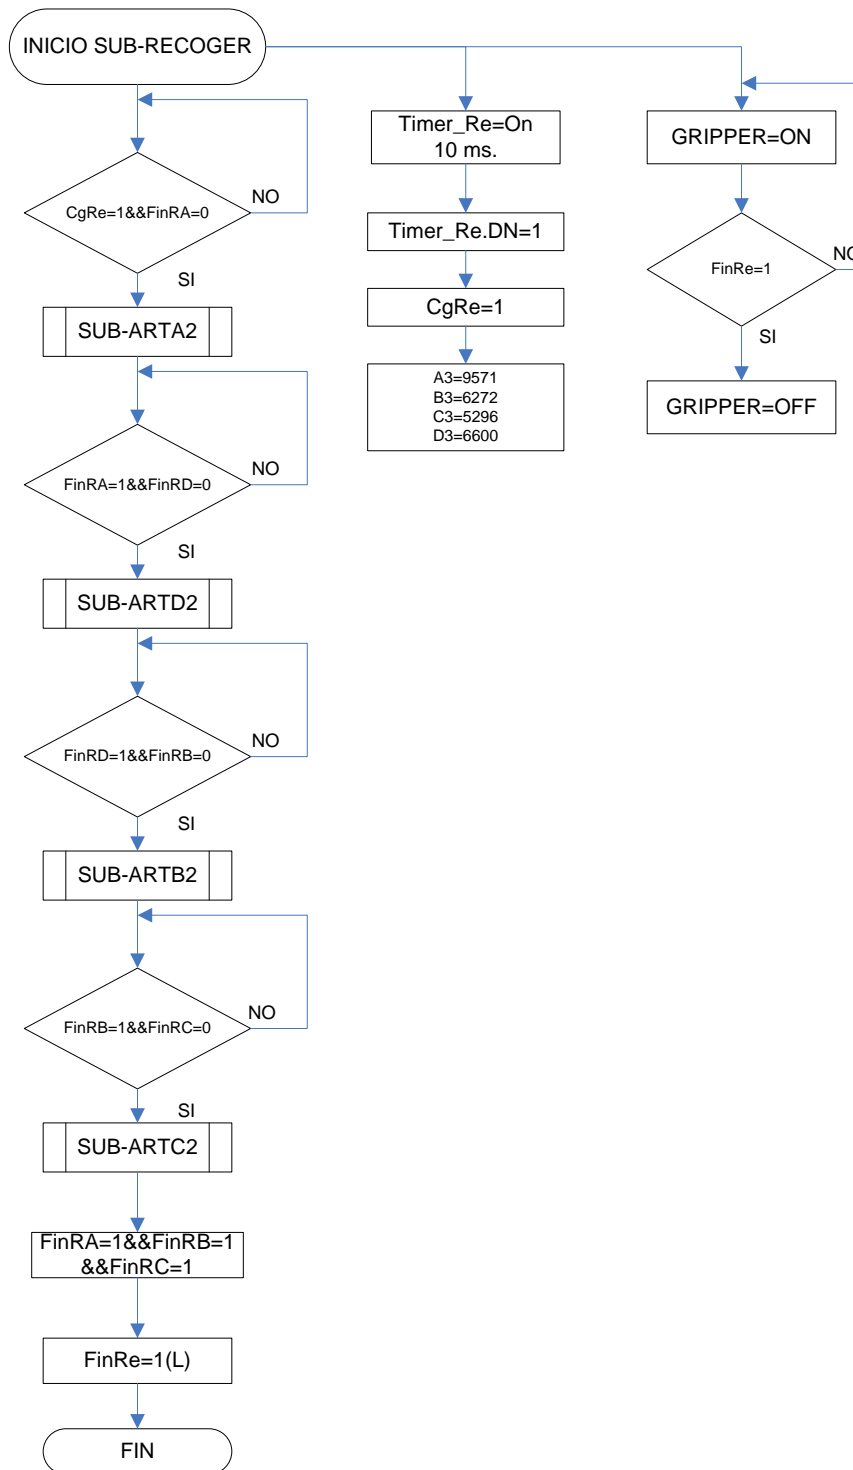 INICIO SUB-RECOGER
CgRe=1&&FinRA=0
NO
SI
SUB-ARTA2
FinRA=1&&FinRD=0
NO
SI
SUB-ARTD2
FinRD=1&&FinRB=0
NO
SI
SUB-ARTB2
FinRB=1&&FinRC=0
NO
SI
SUB-ARTC2
FinRA=1&&FinRB=1
&&FinRC=1
FinRe=1(L)
FIN
Timer_Re=On
10 ms.
Timer_Re.DN=1
CgRe=1
A3=9571
B3=6272
C3=5296
D3=6600
GRIPPER=ON
FinRe=1
NO
SI
GRIPPER=OFF